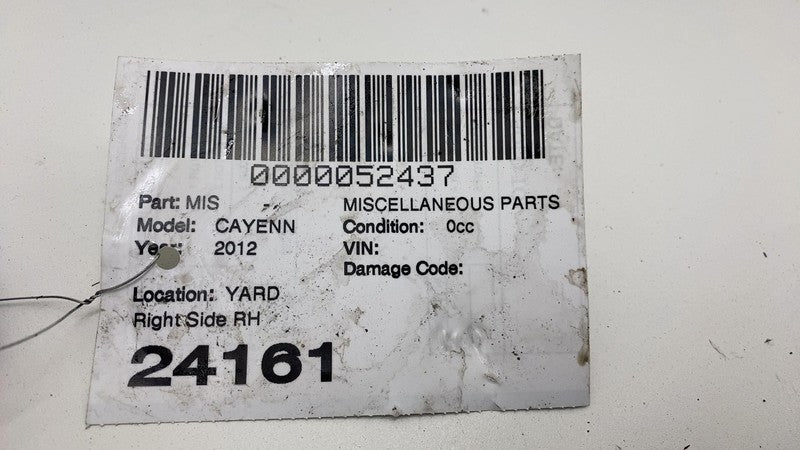 0000052437
Part: MIS -- MISCELLANEOUS PARTS
Model: CAYENN Condition: 0cc
Year: 2012 VIN:
Damage Code:
Location: YARD
Right Side RH
24161